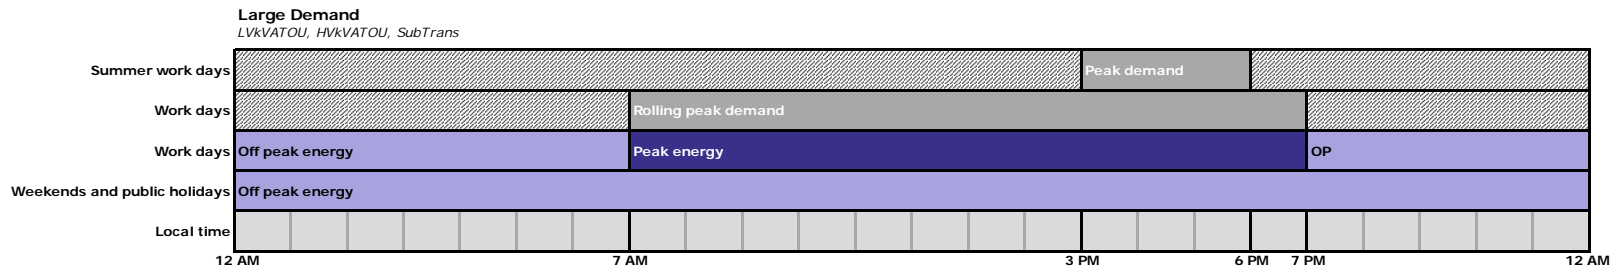 Large Demand
LVkVATOU, HVkVATOU, SubTrans
Summer work days Peak demand
Work days Rolling peak demand
Work days Off peak energy Peak energy OP
Weekends and public holidays Off peak energy
Local time
12 AM 7 AM 3 PM 6 PM 7 PM 12 AM